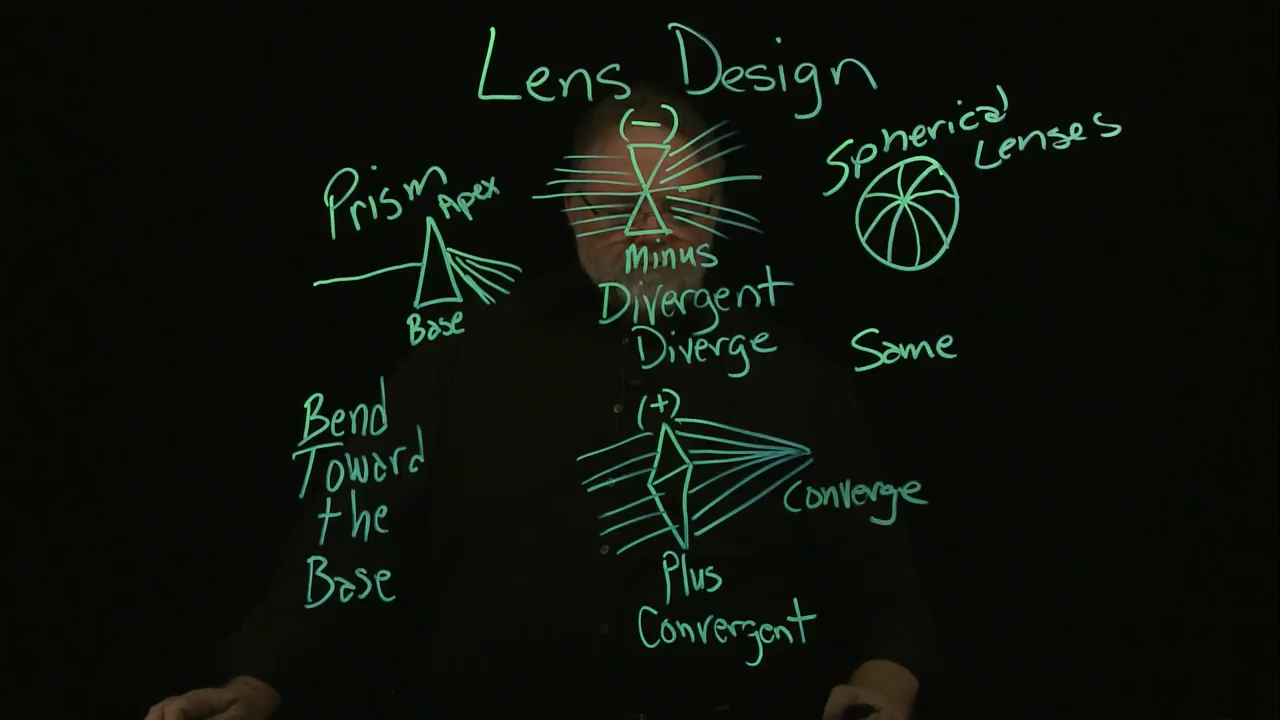 Lens Design
Prism
Apex
Base
Bend
Toward
the
Base
(-)
Minus
Divergent
Diverge
(+)
Converge
Plus
Convergent
Spherical
Lenses
Same